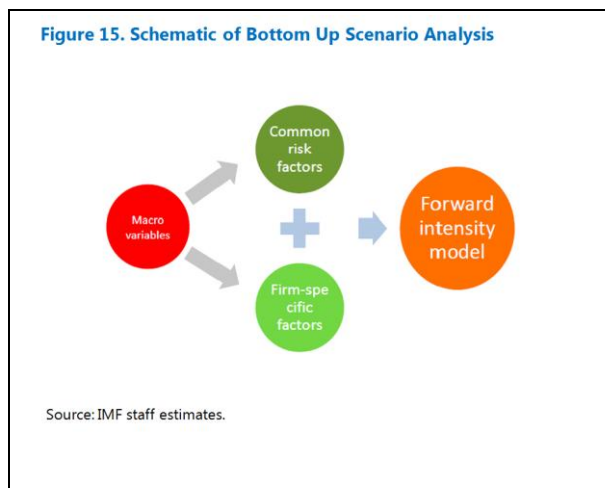 Figure 15. Schematic of Bottom Up Scenario Analysis
Common
risk
factors
Macro
variables
Forward
intensity
model
Firm-spe
cific
factors
Source: IMF staff estimates.